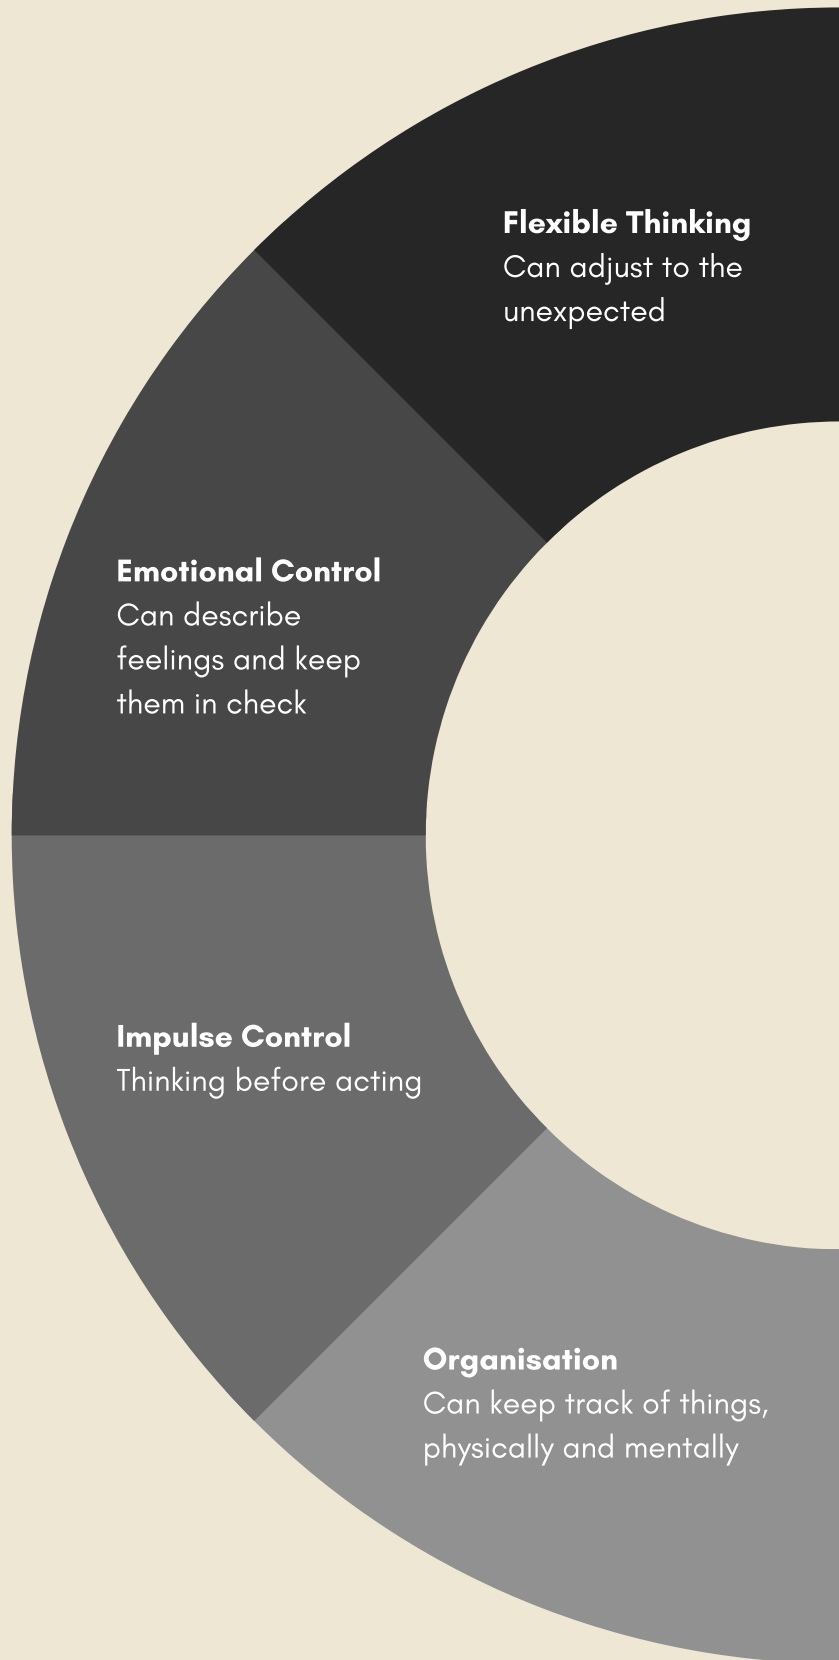 Flexible Thinking
Can adjust to the
unexpected
Emotional Control
Can describe
feelings and keep
them in check
Impulse Control
Thinking before acting
Organisation
Can keep track of things,
physically and mentally